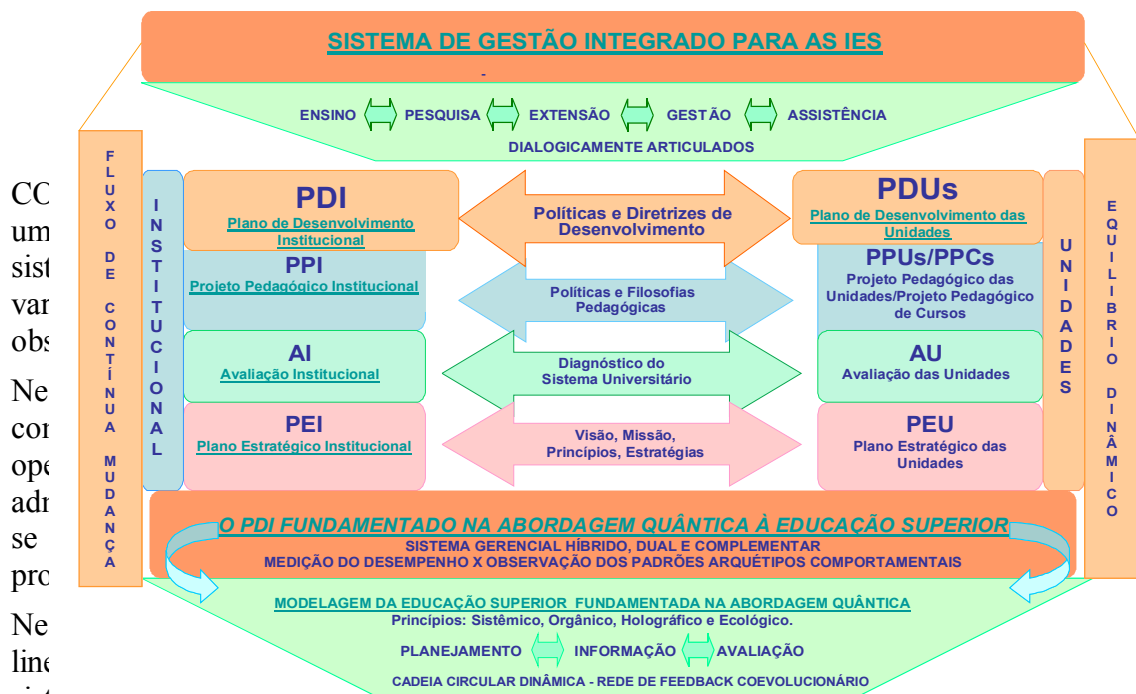 SISTEMA DE GESTÃO INTEGRADO PARA AS IES
-
ENSINO PESQUISA EXTENSÃO GESTÃO ASSISTÊNCIA
DIALOGICAMENTE ARTICULADOS
FLUXO DE CONTÍNUA MUDANÇA
INSTITUCIONAL
PDI
Plano de Desenvolvimento
Institucional
PPI
Projeto Pedagógico Institucional
AI
Avaliação Institucional
PEI
Plano Estratégico Institucional
Políticas e Diretrizes de
Desenvolvimento
Políticas e Filosofias
Pedagógicas
Diagnóstico do
Sistema Universitário
Visão, Missão,
Princípios, Estratégias
PDUs
Plano de Desenvolvimento das
Unidades
PPUs/PPCs
Projeto Pedagógico das
Unidades/Projeto Pedagógico
de Cursos
AU
Avaliação das Unidades
PEU
Plano Estratégico das
Unidades
UNIDADES
EQUILIBRIO DINÂMICO
O PDI FUNDAMENTADO NA ABORDAGEM QUÂNTICA À EDUCAÇÃO SUPERIOR
SISTEMA GERENCIAL HÍBRIDO, DUAL E COMPLEMENTAR
MEDIÇÃO DO DESEMPENHO X OBSERVAÇÃO DOS PADRÕES ARQUÉTIPOS COMPORTAMENTAIS
MODELAGEM DA EDUCAÇÃO SUPERIOR FUNDAMENTADA NA ABORDAGEM QUÂNTICA
Princípios: Sistêmico, Orgânico, Holográfico e Ecológico.
PLANEJAMENTO INFORMAÇÃO AVALIAÇÃO
CADEIA CIRCULAR DINÂMICA - REDE DE FEEDBACK COEVOLUCIONÁRIO
um
se